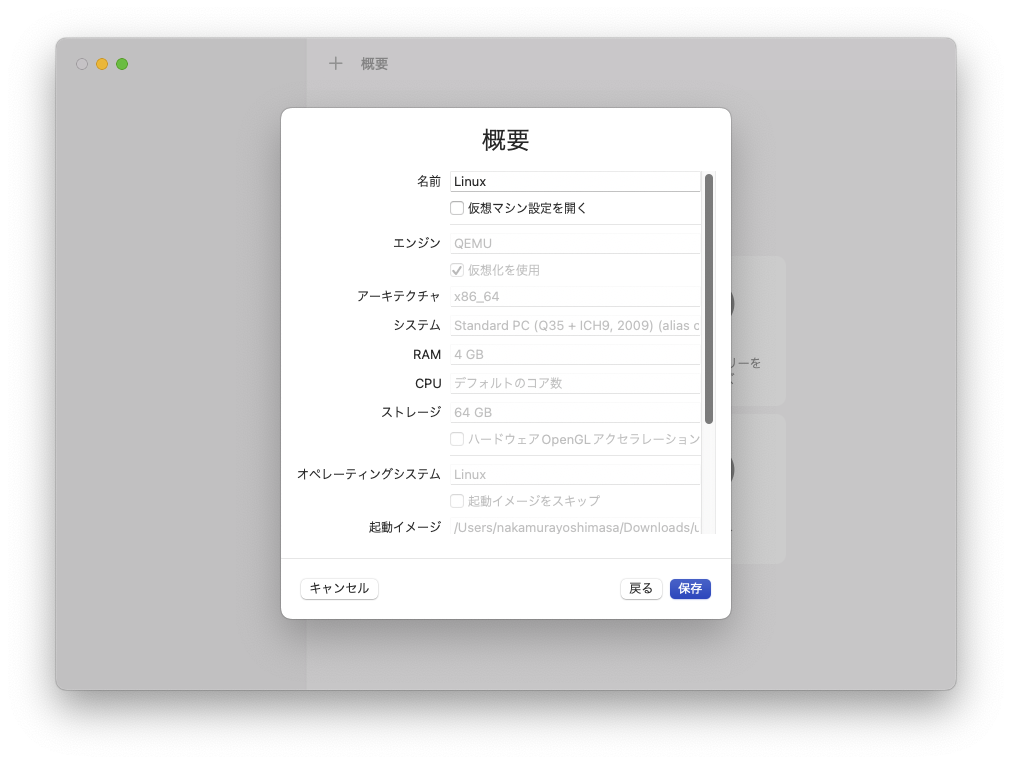 概要
概要
名前 Linux
仮想マシン設定を開く
エンジン QEMU
仮想化を使用
アーキテクチャ x86_64
システム Standard PC (Q35 + ICH9, 2009) (alias
RAM 4 GB
CPU デフォルトのコア数
ストレージ 64 GB
ハードウェアOpenGLアクセラレーション
オペレーティングシステム Linux
起動イメージをスキップ
起動イメージ /Users/nakamurayoshimasa/Downloads/
リーを
キャンセル 戻る 保存